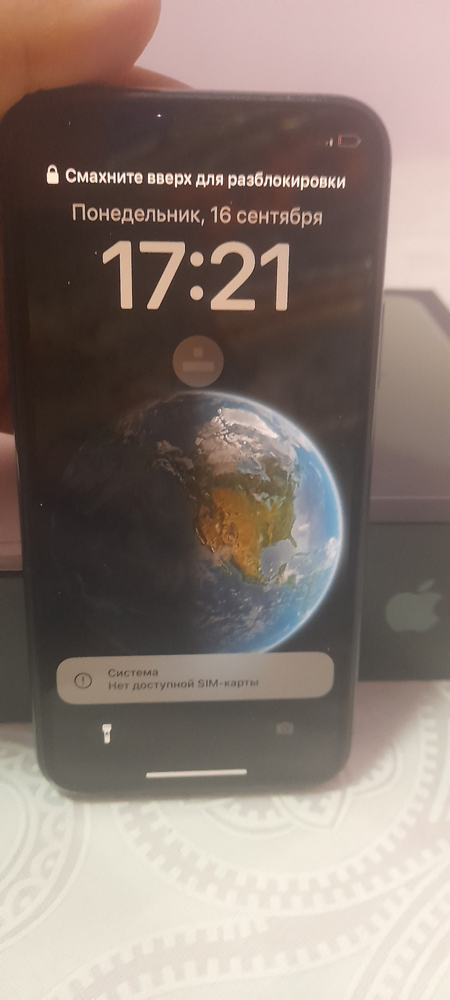 Смахните вверх для разблокировки
Понедельник, 16 сентября
17:21
Система
Нет доступной SIM-карты